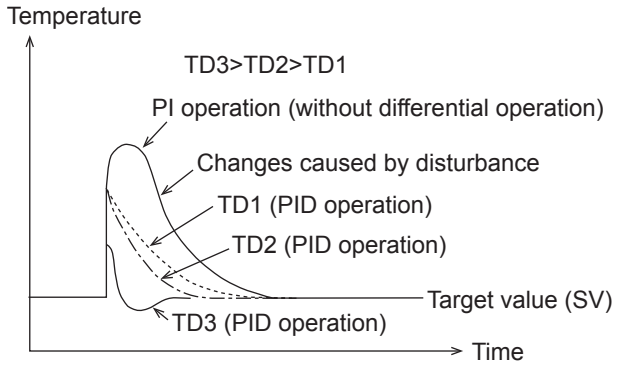 Temperature
TD3>TD2>TD1
PI operation (without differential operation)
Changes caused by disturbance
TD1 (PID operation)
TD2 (PID operation)
Target value (SV)
TD3 (PID operation)
Time